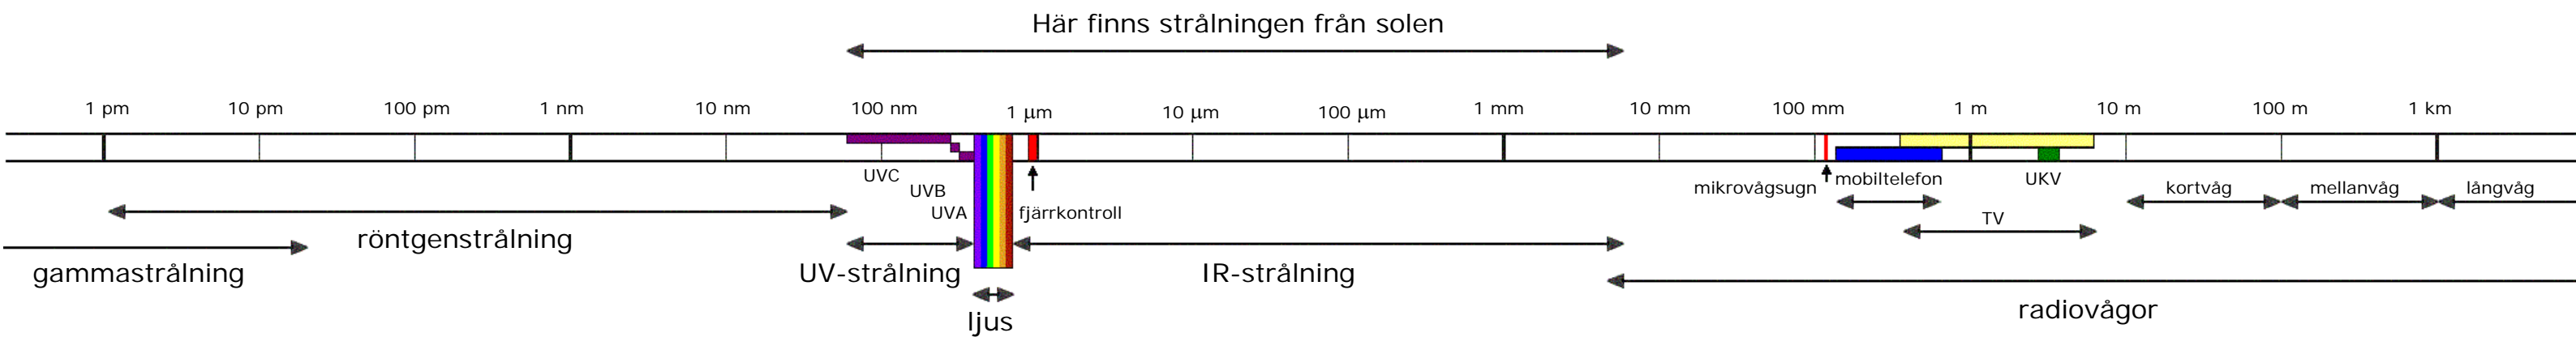 Här finns strålningen från solen
1 pm 10 pm 100 pm 1 nm 10 nm 100 nm 1 μm 10 μm 100 μm 1 mm 10 mm 100 mm 1 m 10 m 100 m 1 km
UVC
UVB
UVA
fjärrkontroll
mikrovågsugn
mobiltelefon
UKV
TV
kortvåg
mellanvåg
långvåg
röntgenstrålning
gammastrålning
UV-strålning
ljus
IR-strålning
radiovågor